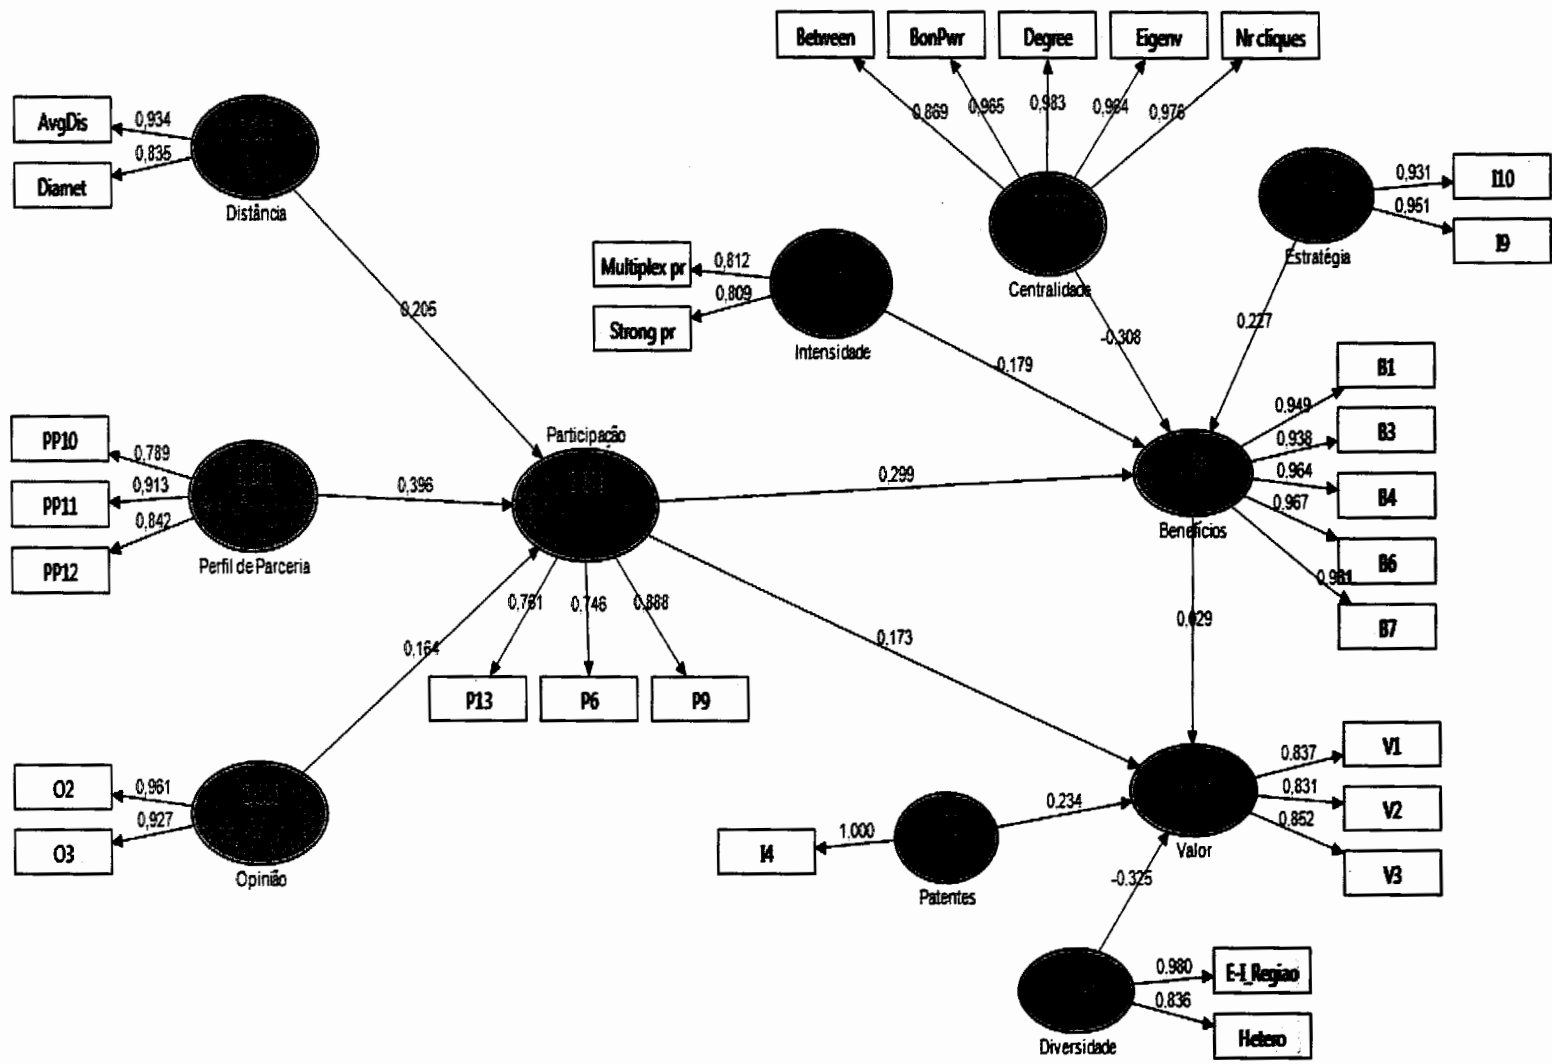 Between
BonPwr
Degree
Eigenv
Nr cliques
0,869
0,965
0,983
0,964
0,976
AvgDis
0,934
Diamet
0,835
Distância
0,205
Multiplex pr
0,812
Strong pr
0,809
Intensidade
Centralidade
-0,308
Estratégia
0,931
I10
0,951
I9
0,227
0,179
B1
0,949
B3
0,938
B4
0,964
B6
0,967
B7
Benefícios
PP10
0,789
PP11
0,913
PP12
0,842
Perfil de Parceria
0,396
Participação
0,299
0,746
0,888
P13
P6
P9
0,164
0,173
O2
0,961
O3
0,927
Opinião
V1
0,837
V2
0,831
V3
0,852
Valor
I4
1,000
Patentes
0,234
-0,325
Diversidade
0,980
E-I_Regiao
0,836
Hetero